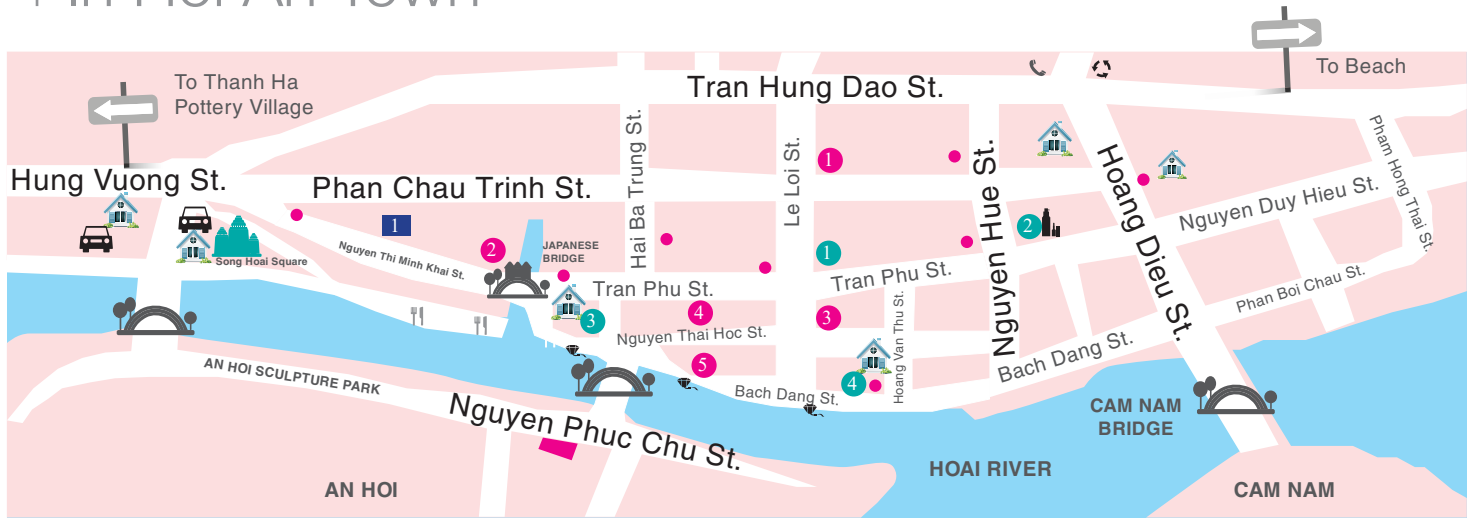 To Thanh Ha
Pottery Village
Tran Hung Dao St.
To Beach
Hung Vuong St.
Phan Chau Trinh St.
Hai Ba Trung St.
Le Loi St.
Nguyen Hue St.
Hoang Dieu St.
Pham Hong Thai St.
Nguyen Duy Hieu St.
1
1
2
2
1
JAPANESE
BRIDGE
Song Hoai Square
Nguyen Thi Minh Khai St.
Tran Phu St.
Tran Phu St.
Phan Boi Chau St.
3
4
3
Nguyen Thai Hoc St.
Hoang Van Thu St.
Bach Dang St.
AN HOI SCULPTURE PARK
5
4
Bach Dang St.
Nguyen Phuc Chu St.
CAM NAM
BRIDGE
HOAI RIVER
AN HOI
CAM NAM